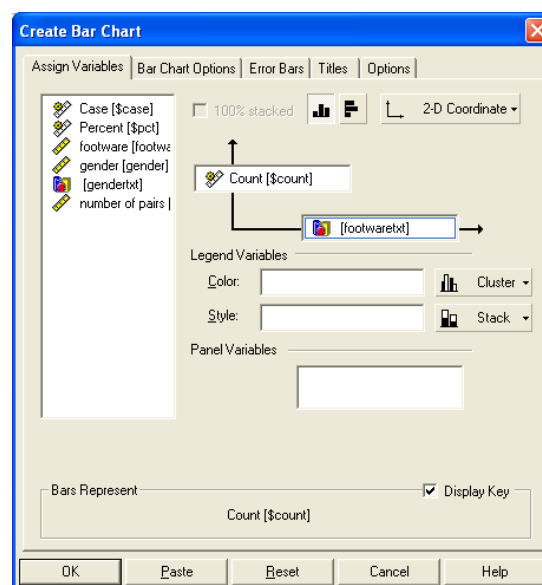 Create Bar Chart
Assign Variables Bar Chart Options Error Bars Titles Options
Case [$case]
Percent [$pct]
footware [footwa
gender [gender]
[gendertxt]
number of pairs [
100% stacked
2-D Coordinate
Count [$count]
[footwaretxt]
Legend Variables
Color:
Cluster
Style:
Stack
Panel Variables
Bars Represent
Display Key
Count [$count]
OK Paste Reset Cancel Help